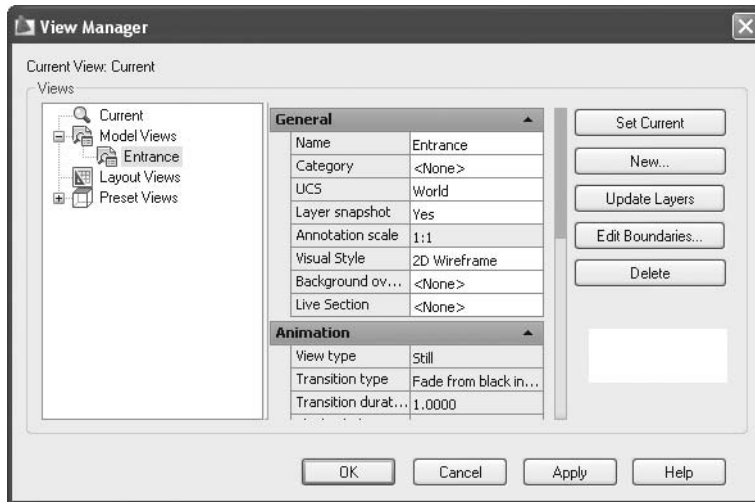 View Manager
Current View: Current
Views
Current
Model Views
Entrance
Layout Views
Preset Views
General
Name Entrance
Category <None>
UCS World
Layer snapshot Yes
Annotation scale 1:1
Visual Style 2D Wireframe
Background ov... <None>
Live Section <None>
Animation
View type Still
Transition type Fade from black in...
Transition durat... 1.0000
Set Current
New...
Update Layers
Edit Boundaries...
Delete
OK Cancel Apply Help